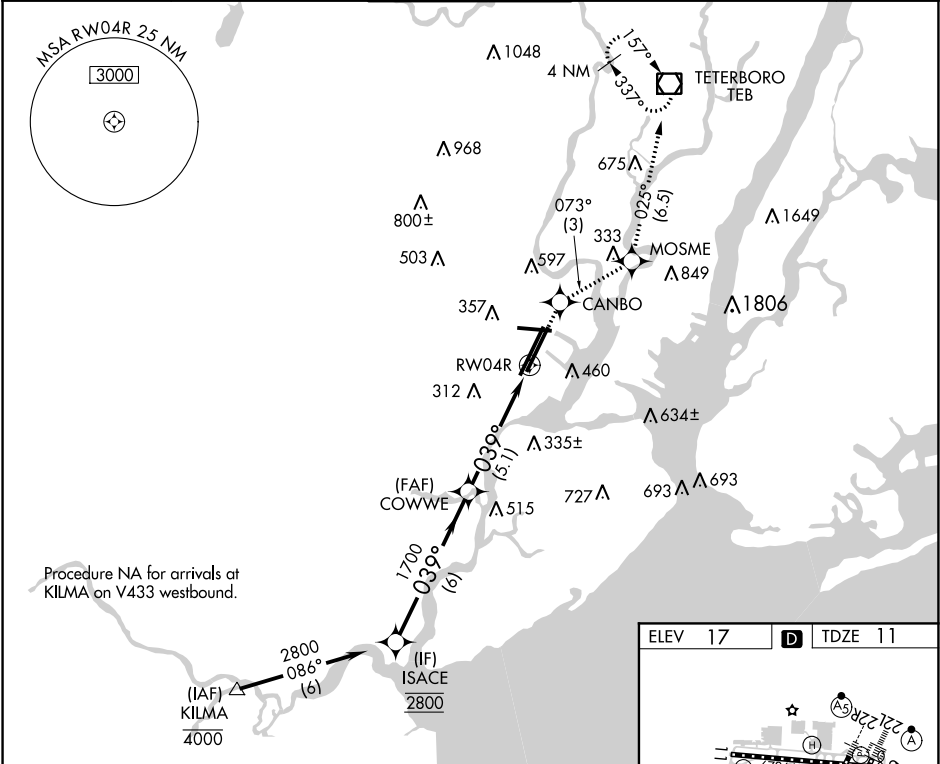 MSA RW04R 25 NM
3000
1048
4 NM
157°
337°
TETERBORO
TEB
968
675
025°
(6.5)
800±
073°
(3)
1649
503
597
333
MOSME
849
357
CANBO
1806
RW04R
460
312
634±
039°
(5.1)
335±
(FAF)
COWWE
515
727
693
693
1700
039°
(6)
Procedure NA for arrivals at
KILMA on V433 westbound.
2800
086°
(6)
(IF)
ISACE
2800
(IAF)
KILMA
4000
ELEV 17
D
TDZE 11
A5
22R
22L
A
H
11